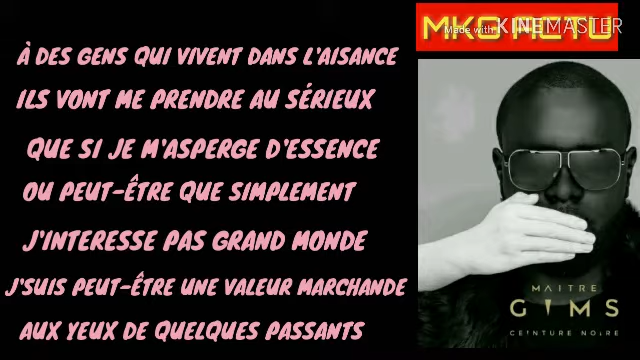 MKO ACTU
Made with KINEMASTER
À DES GENS QUI VIVENT DANS L'AISANCE
ILS VONT ME PRENDRE AU SÉRIEUX
QUE SI JE M'ASPERGE D'ESSENCE
OU PEUT-ÊTRE QUE SIMPLEMENT
J'INTERESSE PAS GRAND MONDE
J'SUIS PEUT-ÊTRE UNE VALEUR MARCHANDE
AUX YEUX DE QUELQUES PASSANTS
MAITRE
GIMS
CEINTURE NOIRE